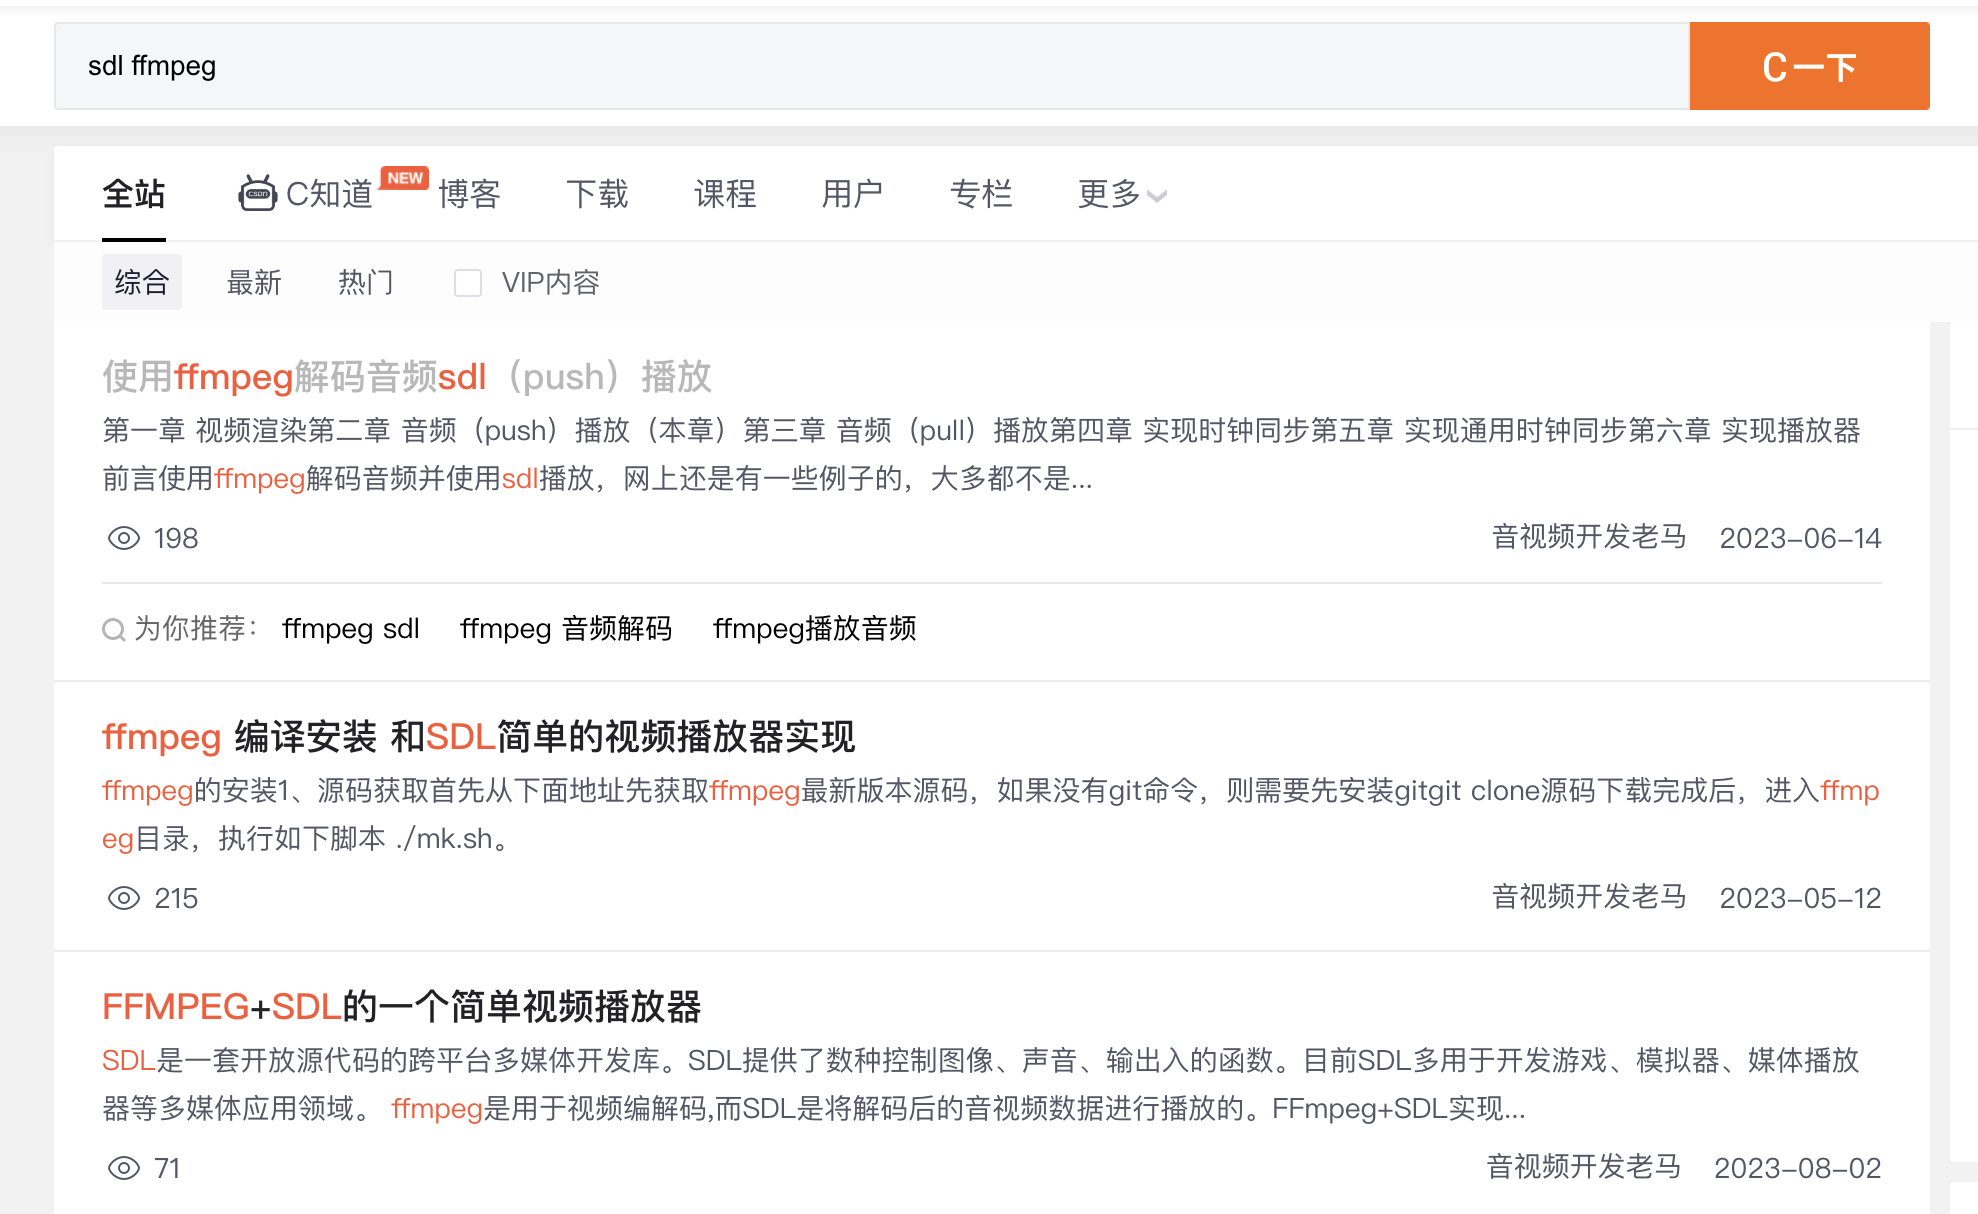 sdl ffmpeg
C一下
全站 csdn C知道 NEW 博客 下载 课程 用户 专栏 更多
综合 最新 热门 VIP内容
使用ffmpeg解码音频sdl（push）播放
第一章 视频渲染第二章 音频（push）播放（本章）第三章 音频（pull）播放第四章 实现时钟同步第五章 实现通用时钟同步第六章 实现播放器
前言使用ffmpeg解码音频并使用sdl播放，网上还是有一些例子的，大多都不是...
198 音视频开发老马 2023-06-14
为你推荐： ffmpeg sdl ffmpeg 音频解码 ffmpeg播放音频
ffmpeg 编译安装 和SDL简单的视频播放器实现
ffmpeg的安装1、源码获取首先从下面地址先获取ffmpeg最新版本源码，如果没有git命令，则需要先安装gitgit clone源码下载完成后，进入ffmp
eg目录，执行如下脚本 ./mk.sh。
215 音视频开发老马 2023-05-12
FFMPEG+SDL的一个简单视频播放器
SDL是一套开放源代码的跨平台多媒体开发库。SDL提供了数种控制图像、声音、输出入的函数。目前SDL多用于开发游戏、模拟器、媒体播放
器等多媒体应用领域。 ffmpeg是用于视频编解码,而SDL是将解码后的音视频数据进行播放的。FFmpeg+SDL实现...
71 音视频开发老马 2023-08-02